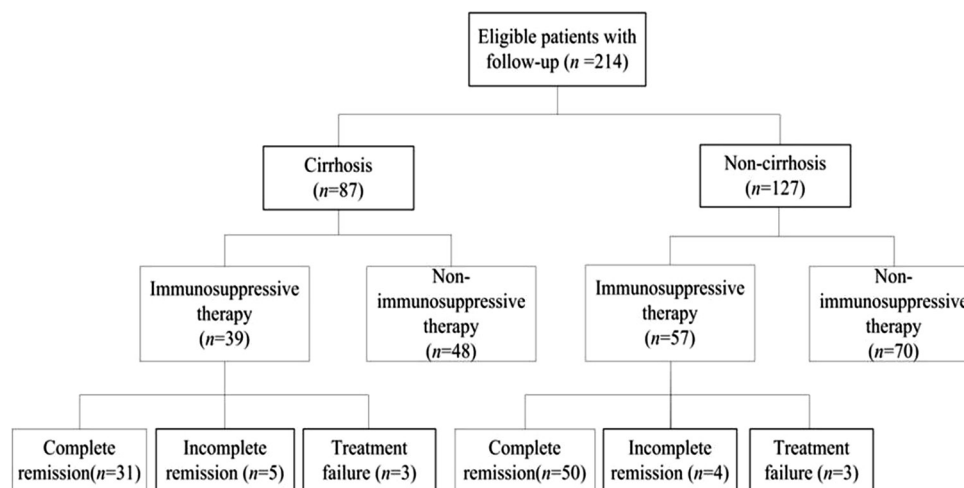 Eligible patients with
follow-up (n =214)
Cirrhosis
(n=87)
Non-cirrhosis
(n=127)
Immunosuppressive
therapy
(n=39)
Non-
immunosuppressive
therapy
(n=48)
Immunosuppressive
therapy
(n=57)
Non-
immunosuppressive
therapy
(n=70)
Complete
remission(n=31)
Incomplete
remission (n=5)
Treatment
failure (n=3)
Complete
remission(n=50)
Incomplete
remission (n=4)
Treatment
failure (n=3)